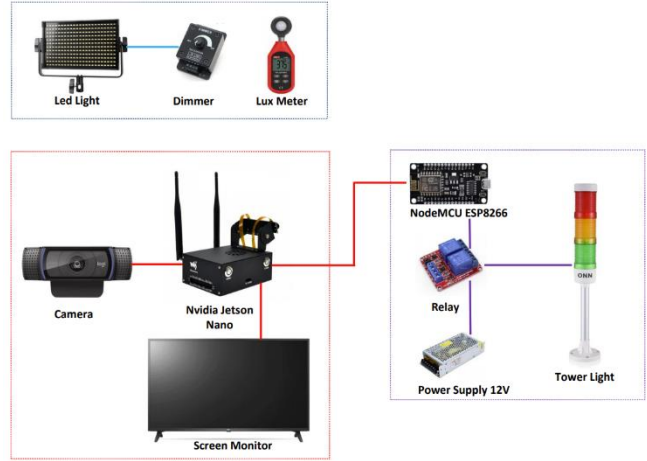 Led Light
Dimmer
Lux Meter
NodeMCU ESP8266
ONN
Camera
Nvidia Jetson
Nano
Relay
Power Supply 12V
Tower Light
Screen Monitor